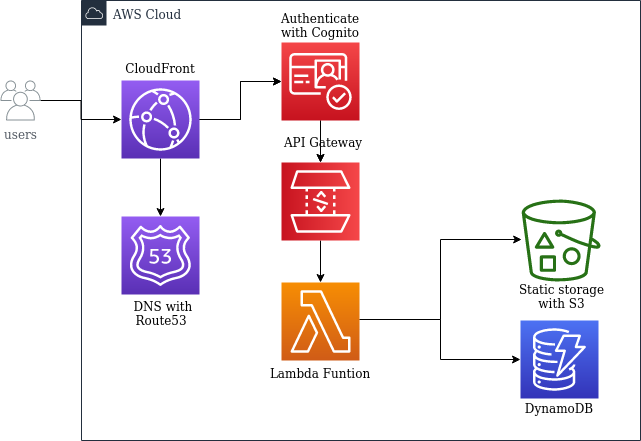 AWS Cloud
Authenticate
with Cognito
CloudFront
users
API Gateway
53
DNS with
Route53
Static storage
with S3
Lambda Funtion
DynamoDB